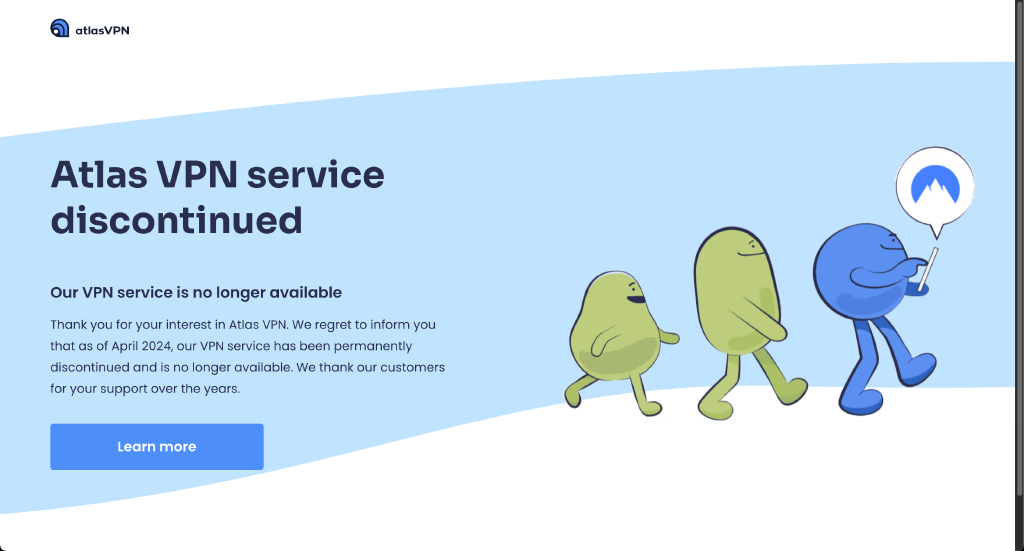 atlasVPN
Atlas VPN service
discontinued
Our VPN service is no longer available
Thank you for your interest in Atlas VPN. We regret to inform you
that as of April 2024, our VPN service has been permanently
discontinued and is no longer available. We thank our customers
for your support over the years.
Learn more